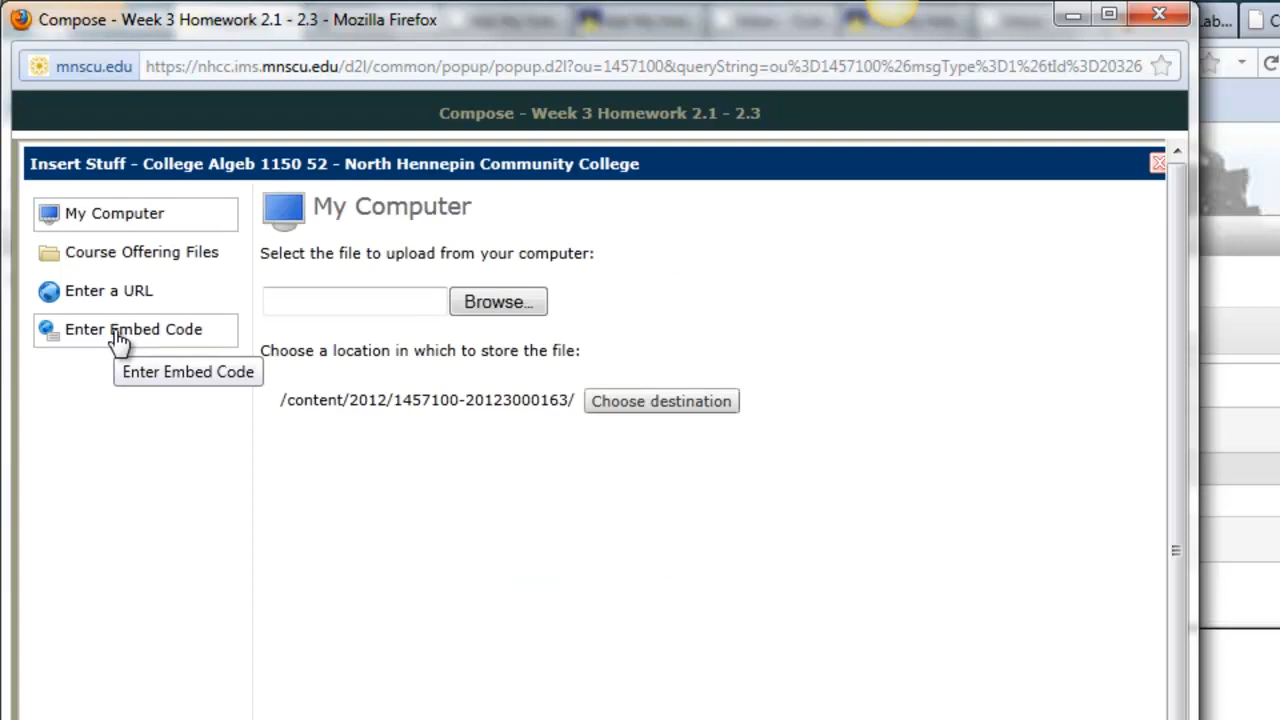 Compose - Week 3 Homework 2.1 - 2.3 - Mozilla Firefox
mnscu.edu https://nhcc.ims.mnscu.edu/d2l/common/popup/popup.d2l?ou=1457100&queryString=ou%3D1457100%26msgType%3D1%26tId%3D20326
Compose - Week 3 Homework 2.1 - 2.3
Insert Stuff - College Algeb 1150 52 - North Hennepin Community College
My Computer
My Computer
Course Offering Files
Select the file to upload from your computer:
Enter a URL
Browse...
Enter Embed Code
Choose a location in which to store the file:
Enter Embed Code
/content/2012/1457100-20123000163/ Choose destination